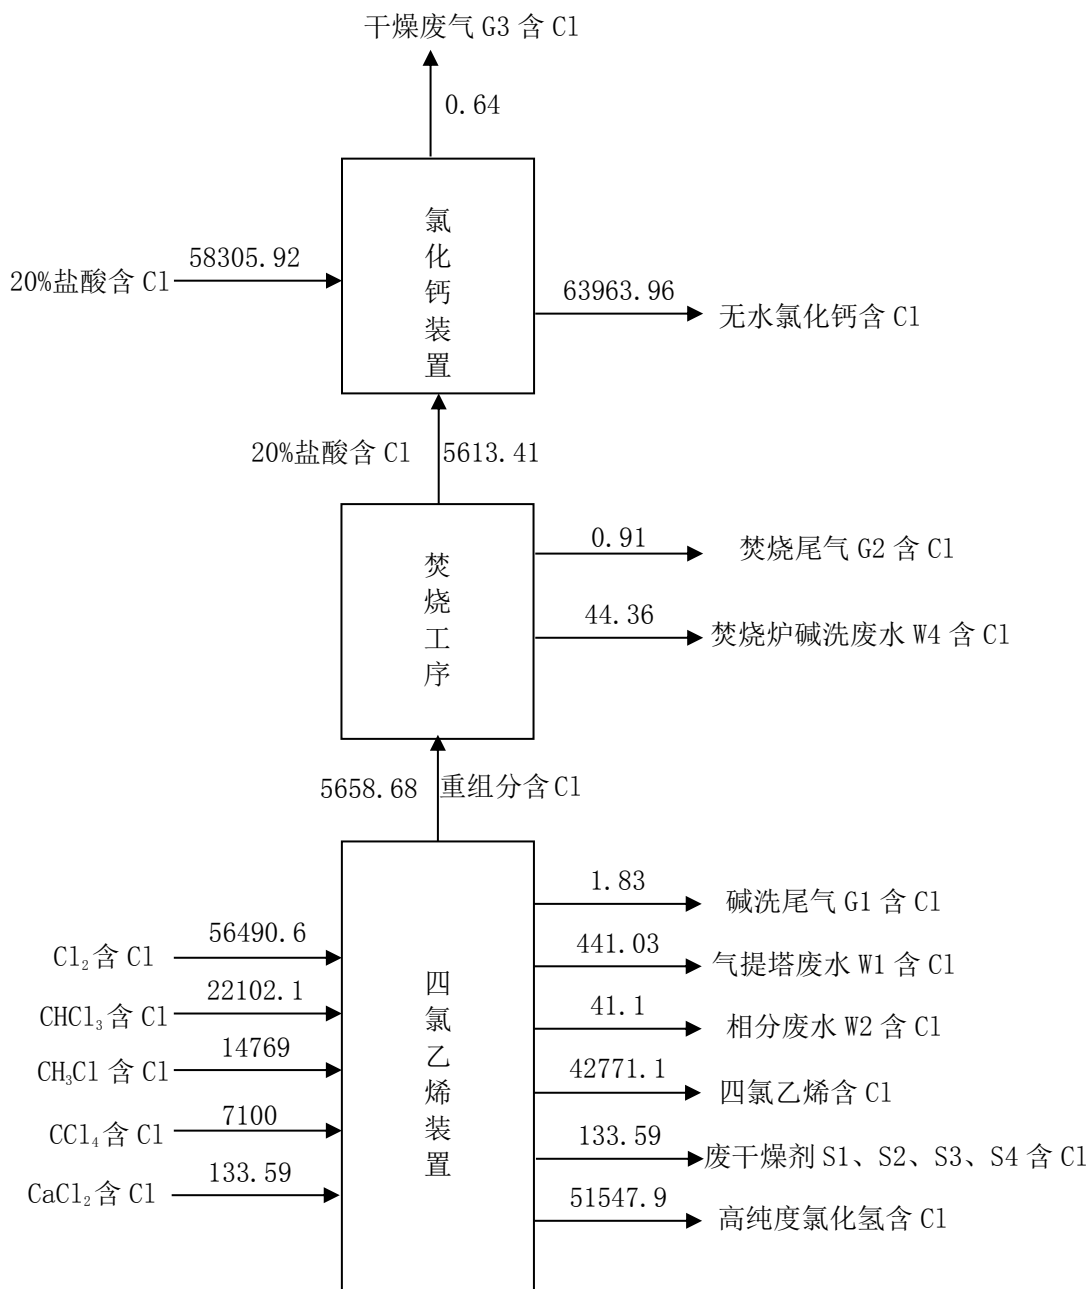 干燥废气 G3 含 Cl
0.64
氯化钙装置
58305.92
20%盐酸含 Cl
63963.96
无水氯化钙含 Cl
20%盐酸含 Cl
5613.41
焚烧工序
0.91
焚烧尾气 G2 含 Cl
44.36
焚烧炉碱洗废水 W4 含 Cl
5658.68
重组分含 Cl
四氯乙烯装置
1.83
碱洗尾气 G1 含 Cl
56490.6
Cl₂含 Cl
441.03
气提塔废水 W1 含 Cl
22102.1
CHCl₃含 Cl
41.1
相分废水 W2 含 Cl
14769
CH₃Cl 含 Cl
42771.1
四氯乙烯含 Cl
7100
CCl₄含 Cl
133.59
废干燥剂 S1、S2、S3、S4 含 Cl
133.59
CaCl₂含 Cl
51547.9
高纯度氯化氢含 Cl